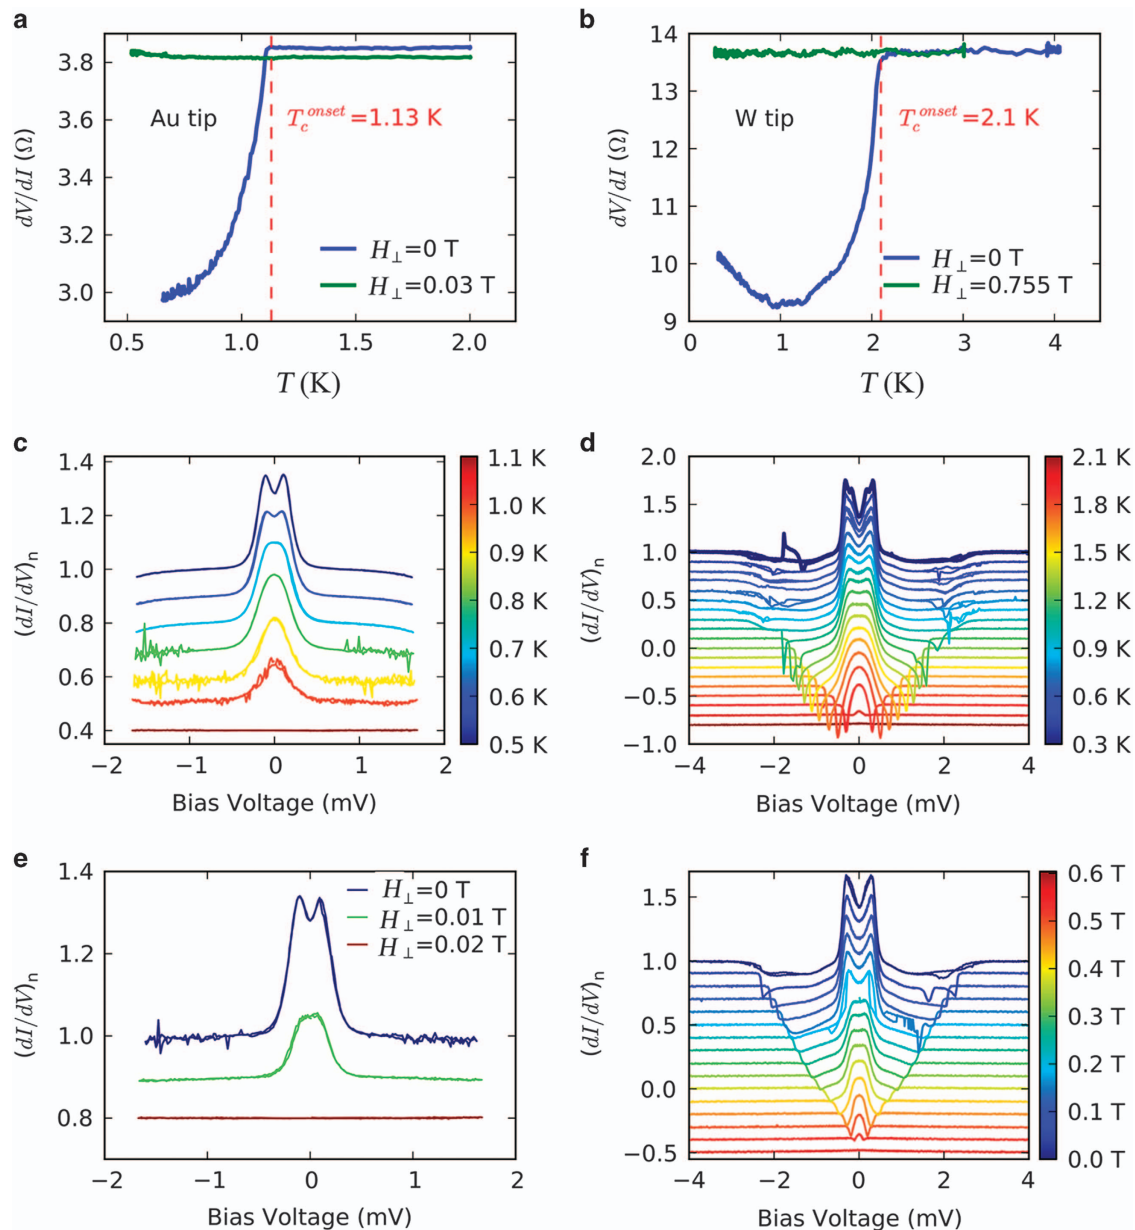 a
3.8
3.6
3.4
3.2
3.0
dV/dI (Ω)
Au tip
T_c^{onset}=1.13 K
H⊥=0 T
H⊥=0.03 T
0.5 1.0 1.5 2.0
T (K)
b
14
13
12
11
10
9
dV/dI (Ω)
W tip
T_c^{onset}=2.1 K
H⊥=0 T
H⊥=0.755 T
0 1 2 3 4
T (K)
c
1.4
1.2
1.0
0.8
0.6
0.4
(dI/dV)ₙ
−2 −1 0 1 2
Bias Voltage (mV)
1.1 K
1.0 K
0.9 K
0.8 K
0.7 K
0.6 K
0.5 K
d
2.0
1.5
1.0
0.5
0.0
−0.5
−1.0
(dI/dV)ₙ
−4 −2 0 2 4
Bias Voltage (mV)
2.1 K
1.8 K
1.5 K
1.2 K
0.9 K
0.6 K
0.3 K
e
1.4
1.2
1.0
0.8
(dI/dV)ₙ
H⊥=0 T
H⊥=0.01 T
H⊥=0.02 T
−2 −1 0 1 2
Bias Voltage (mV)
f
1.5
1.0
0.5
0.0
−0.5
(dI/dV)ₙ
−4 −2 0 2 4
Bias Voltage (mV)
0.6 T
0.5 T
0.4 T
0.3 T
0.2 T
0.1 T
0.0 T